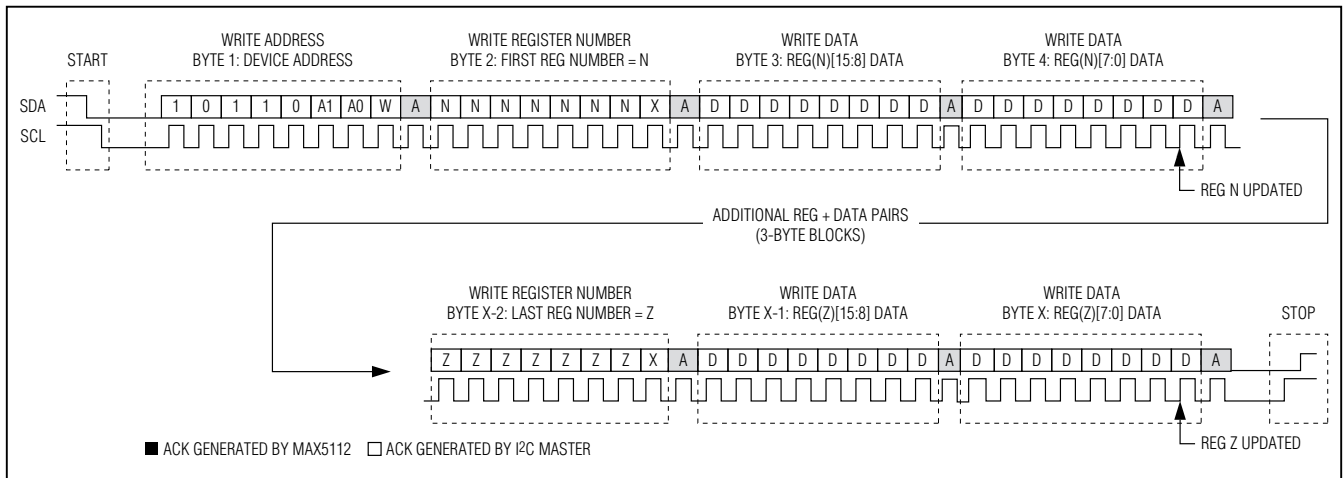 WRITE ADDRESS WRITE REGISTER NUMBER WRITE DATA WRITE DATA
START BYTE 1: DEVICE ADDRESS BYTE 2: FIRST REG NUMBER = N BYTE 3: REG(N)[15:8] DATA BYTE 4: REG(N)[7:0] DATA
SDA 1 0 1 1 0 A1 A0 W A N N N N N N N X A D D D D D D D D A D D D D D D D D A
SCL
REG N UPDATED
ADDITIONAL REG + DATA PAIRS
(3-BYTE BLOCKS)
WRITE REGISTER NUMBER WRITE DATA WRITE DATA
BYTE X-2: LAST REG NUMBER = Z BYTE X-1: REG(Z)[15:8] DATA BYTE X: REG(Z)[7:0] DATA STOP
Z Z Z Z Z Z Z X A D D D D D D D D A D D D D D D D D A
ACK GENERATED BY MAX5112 ACK GENERATED BY I²C MASTER REG Z UPDATED